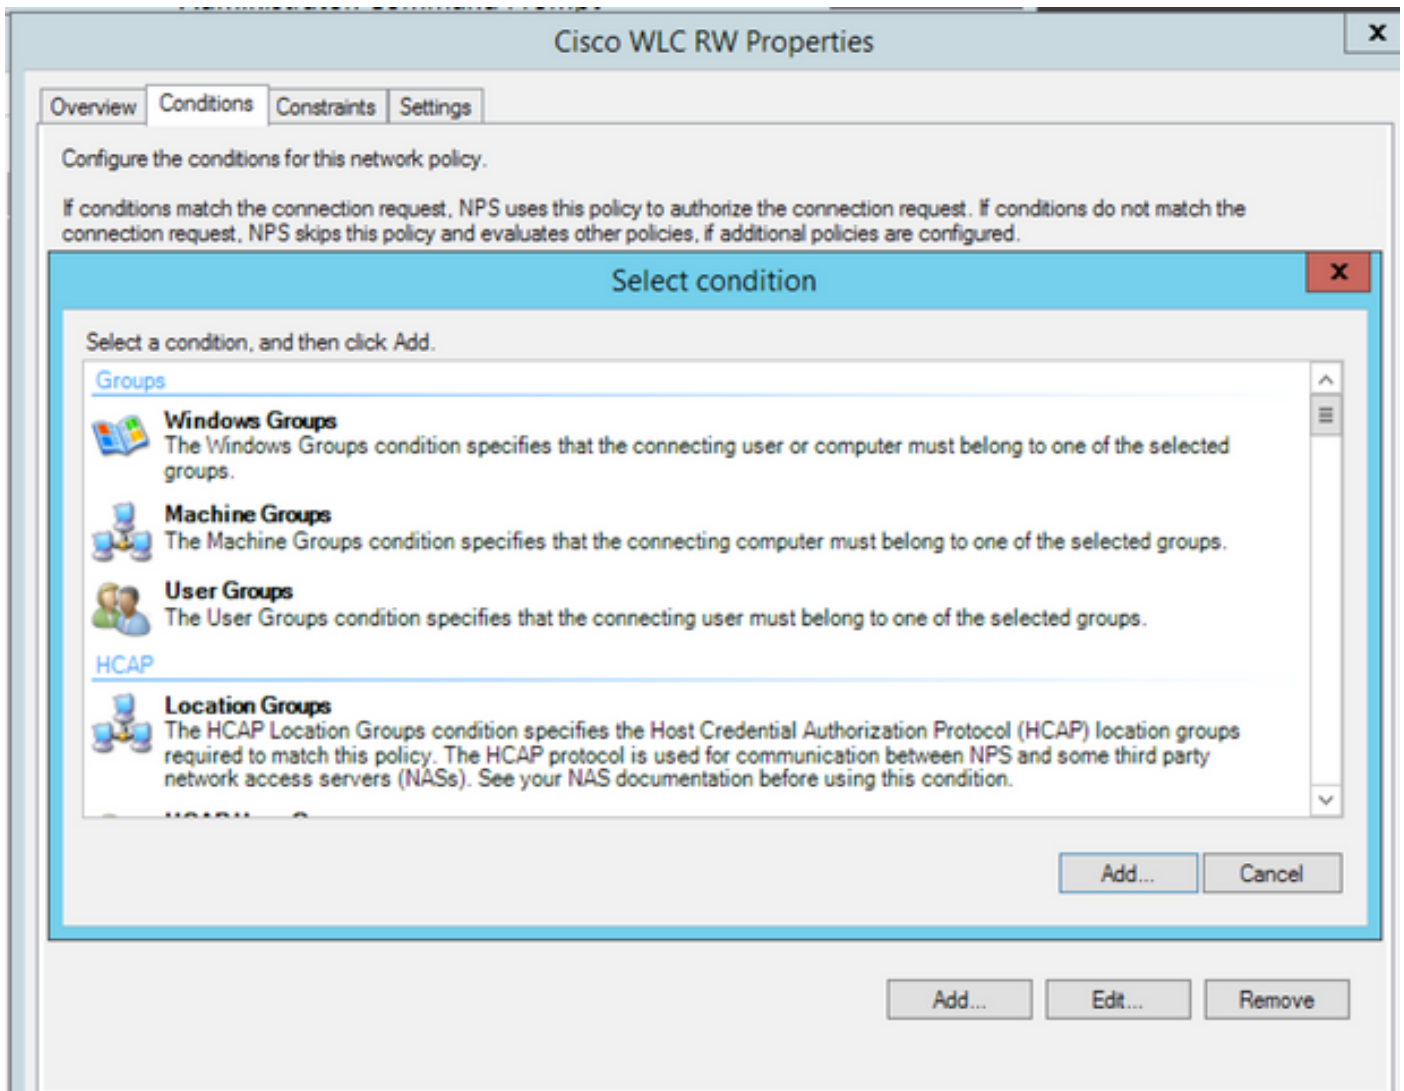 Cisco WLC RW Properties
x
Overview
Conditions
Constraints
Settings
Configure the conditions for this network policy.
If conditions match the connection request, NPS uses this policy to authorize the connection request. If conditions do not match the
connection request, NPS skips this policy and evaluates other policies, if additional policies are configured.
Select condition
x
Select a condition, and then click Add.
Groups
Windows Groups
The Windows Groups condition specifies that the connecting user or computer must belong to one of the selected
groups.
Machine Groups
The Machine Groups condition specifies that the connecting computer must belong to one of the selected groups.
User Groups
The User Groups condition specifies that the connecting user must belong to one of the selected groups.
HCAP
Location Groups
The HCAP Location Groups condition specifies the Host Credential Authorization Protocol (HCAP) location groups
required to match this policy. The HCAP protocol is used for communication between NPS and some third party
network access servers (NASs). See your NAS documentation before using this condition.
Add...
Cancel
Add...
Edit...
Remove